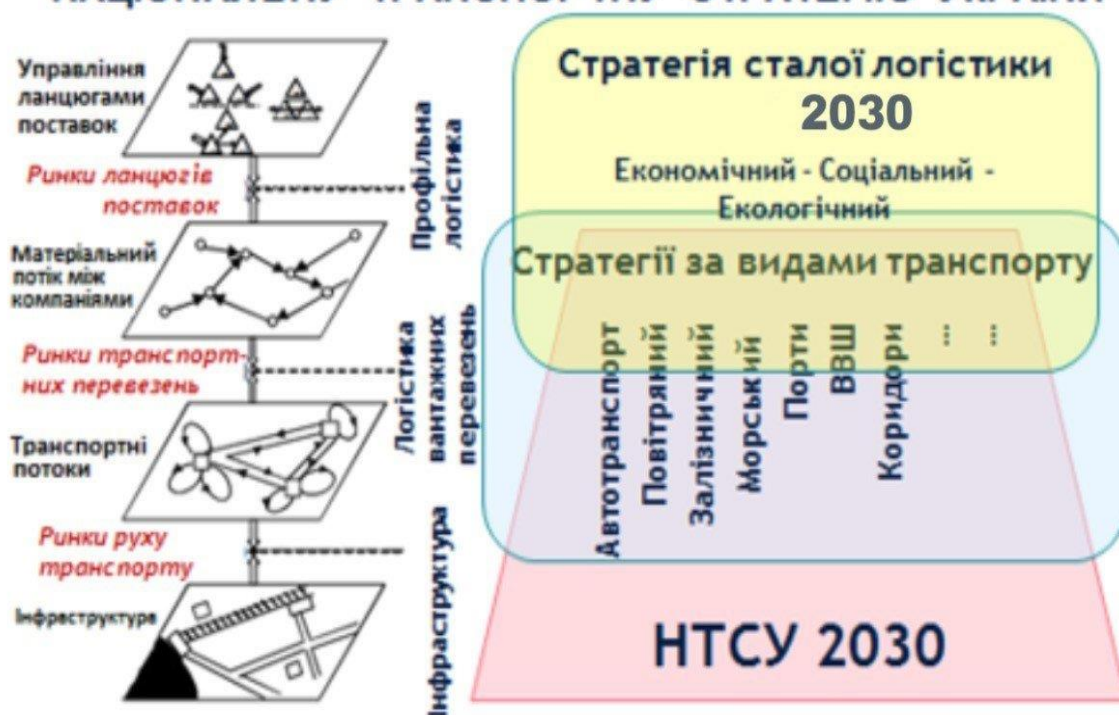 Управління
ланцюгами
поставок
Ринки ланцюгів
поставок
Матеріальний
потік між
компаніями
Ринки транспорт-
них перевезень
Транспортні
потоки
Ринки руху
транспорту
Інфраструктура
Профільна
логістика
Логістика
вантажних
перевезень
Інфраструктура
Стратегія сталої логістики
2030
Економічний - Соціальний -
Екологічний
Стратегії за видами транспорту
Автотранспорт
Повітряний
Залізничний
Морський
Порти
ВВШ
Коридори
...
...
НТСУ 2030